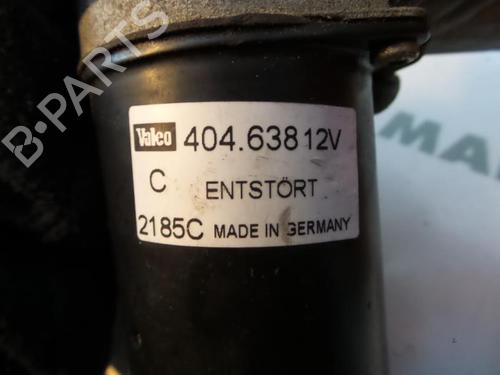 B-PARTS
Valeo 404.638 12V
C ENTSTÖRT
2185C MADE IN GERMANY